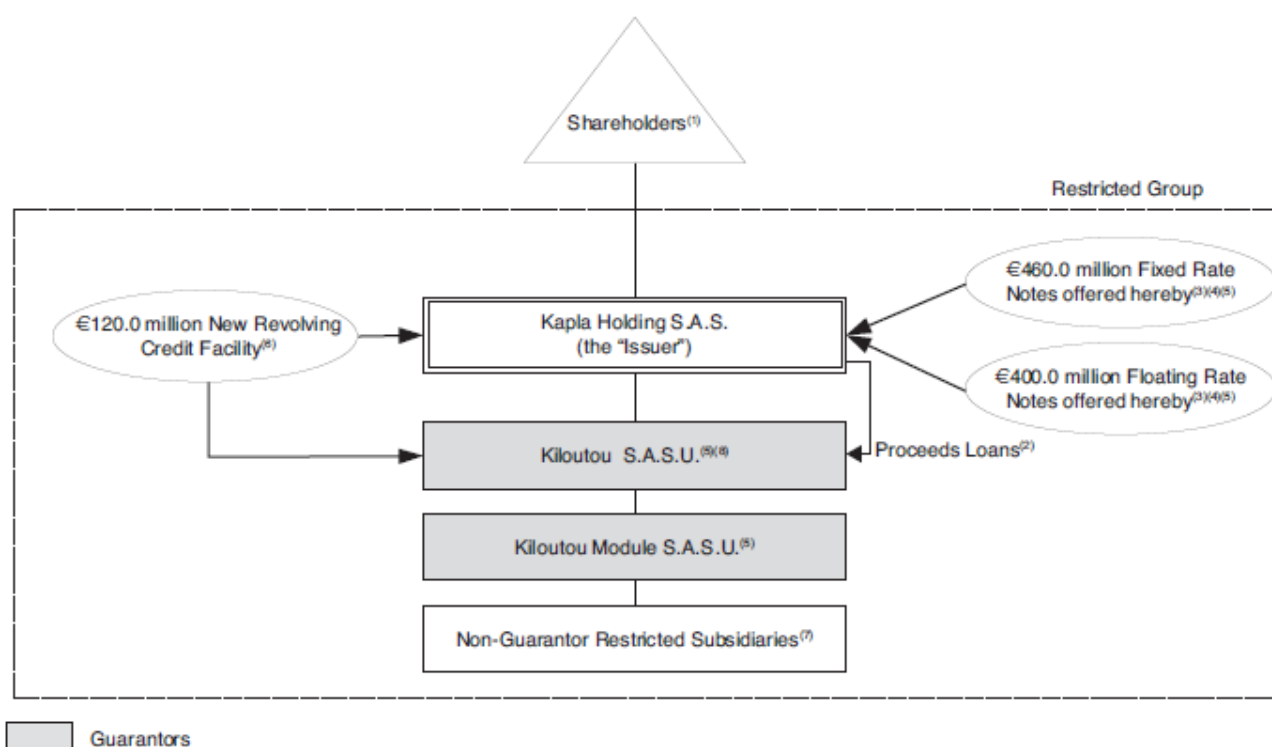 Shareholders(1)
Restricted Group
€460.0 million Fixed Rate
Notes offered hereby(3)(4)(5)
€120.0 million New Revolving
Credit Facility(6)
Kapla Holding S.A.S.
(the “Issuer”)
€400.0 million Floating Rate
Notes offered hereby(3)(4)(5)
Kiloutou S.A.S.U.(5)(6)
Proceeds Loans(2)
Kiloutou Module S.A.S.U.(5)
Non-Guarantor Restricted Subsidiaries(7)
Guarantors